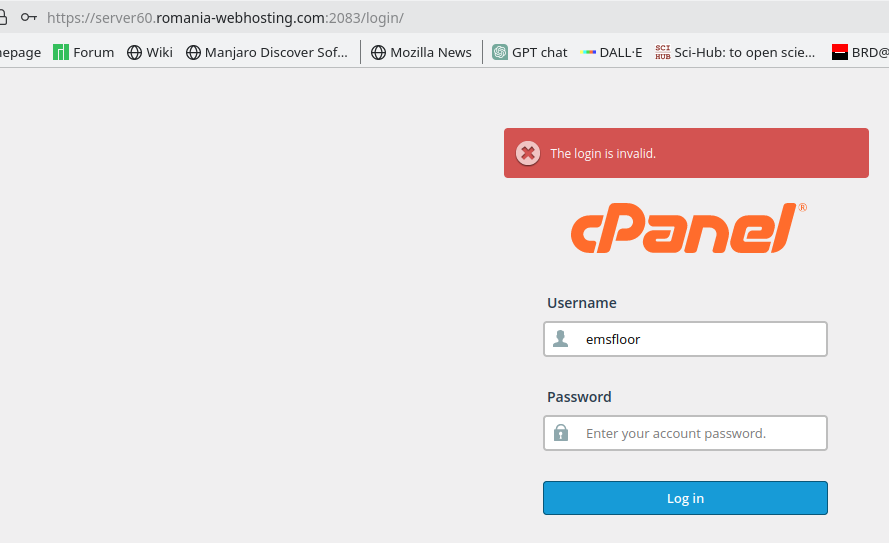 https://server60.romania-webhosting.com:2083/login/
epage Forum Wiki Manjaro Discover Sof... Mozilla News GPT chat DALL·E SCI HUB Sci-Hub: to open scie... BRD@
The login is invalid.
cPanel®
Username
emsfloor
Password
Enter your account password.
Log in